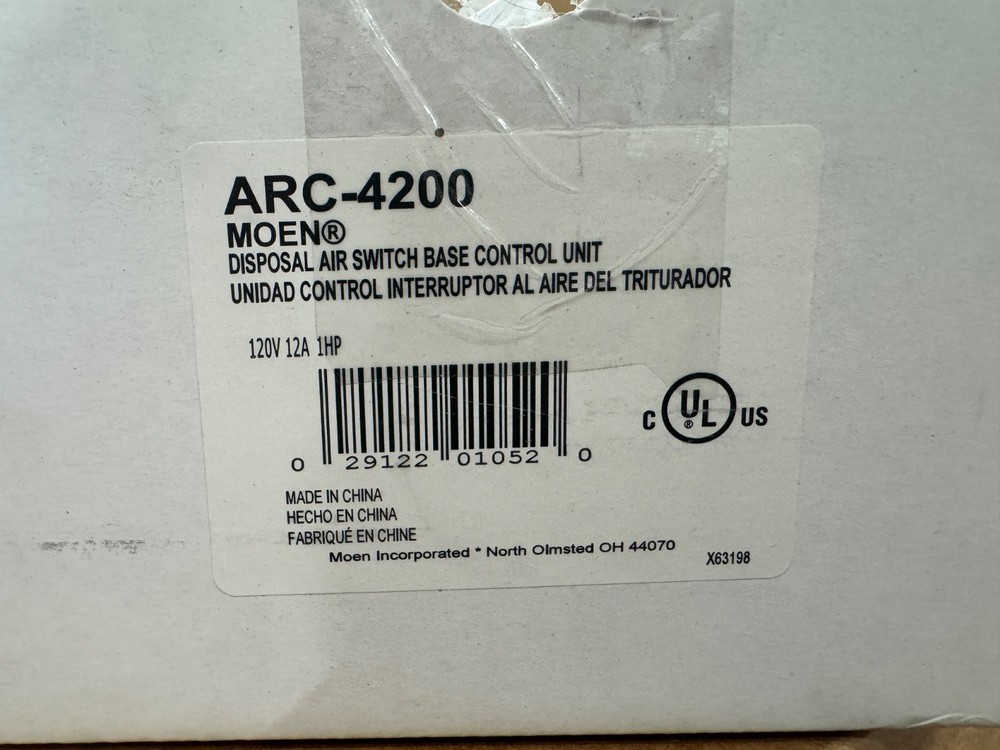 ARC-4200
MOEN®
DISPOSAL AIR SWITCH BASE CONTROL UNIT
UNIDAD CONTROL INTERRUPTOR AL AIRE DEL TRITURADOR
120V 12A 1HP
C UL® US
0 29122 01052 0
MADE IN CHINA
HECHO EN CHINA
FABRIQUÉ EN CHINE
Moen Incorporated * North Olmsted OH 44070
X63198